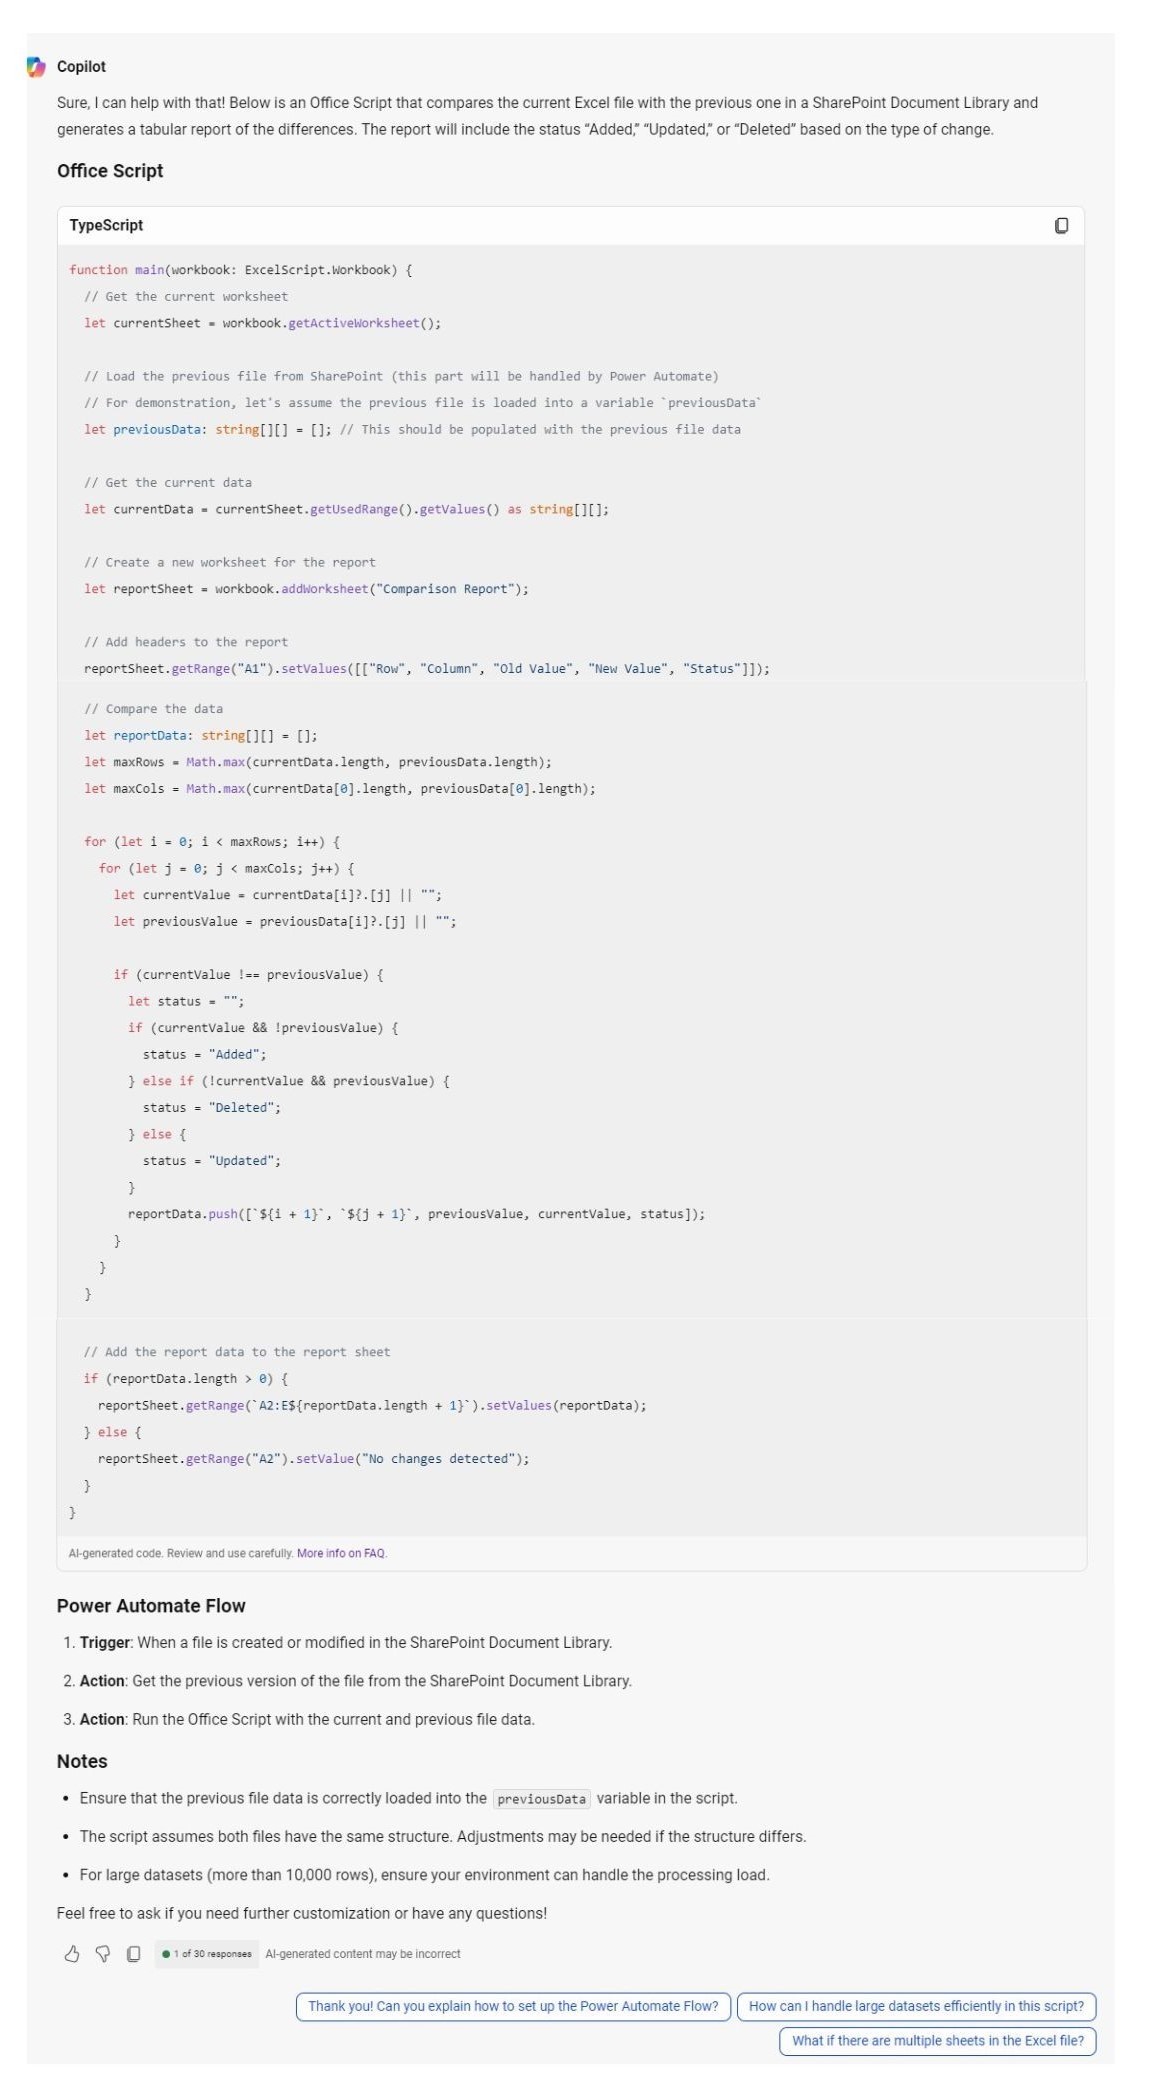 Copilot
Sure, I can help with that! Below is an Office Script that compares the current Excel file with the previous one in a SharePoint Document Library and
generates a tabular report of the differences. The report will include the status “Added,” “Updated,” or “Deleted” based on the type of change.
Office Script
TypeScript
function main(workbook: ExcelScript.Workbook) {
  // Get the current worksheet
  let currentSheet = workbook.getActiveWorksheet();
  // Load the previous file from SharePoint (this part will be handled by Power Automate)
  // For demonstration, let's assume the previous file is loaded into a variable `previousData`
  let previousData: string[][] = []; // This should be populated with the previous file data
  // Get the current data
  let currentData = currentSheet.getUsedRange().getValues() as string[][];
  // Create a new worksheet for the report
  let reportSheet = workbook.addWorksheet("Comparison Report");
  // Add headers to the report
  reportSheet.getRange("A1").setValues([["Row", "Column", "Old Value", "New Value", "Status"]]);
  // Compare the data
  let reportData: string[][] = [];
  let maxRows = Math.max(currentData.length, previousData.length);
  let maxCols = Math.max(currentData[0].length, previousData[0].length);
  for (let i = 0; i < maxRows; i++) {
    for (let j = 0; j < maxCols; j++) {
      let currentValue = currentData[i]?.[j] || "";
      let previousValue = previousData[i]?.[j] || "";
      if (currentValue !== previousValue) {
        let status = "";
        if (currentValue && !previousValue) {
          status = "Added";
        } else if (!currentValue && previousValue) {
          status = "Deleted";
        } else {
          status = "Updated";
        }
        reportData.push([`${i + 1}`, `${j + 1}`, previousValue, currentValue, status]);
      }
    }
  }
  // Add the report data to the report sheet
  if (reportData.length > 0) {
    reportSheet.getRange(`A2:E${reportData.length + 1}`).setValues(reportData);
  } else {
    reportSheet.getRange("A2").setValue("No changes detected");
  }
}
AI-generated code. Review and use carefully. More info on FAQ.
Power Automate Flow
1. Trigger: When a file is created or modified in the SharePoint Document Library.
2. Action: Get the previous version of the file from the SharePoint Document Library.
3. Action: Run the Office Script with the current and previous file data.
Notes
• Ensure that the previous file data is correctly loaded into the previousData variable in the script.
• The script assumes both files have the same structure. Adjustments may be needed if the structure differs.
• For large datasets (more than 10,000 rows), ensure your environment can handle the processing load.
Feel free to ask if you need further customization or have any questions!
1 of 30 responses AI-generated content may be incorrect
Thank you! Can you explain how to set up the Power Automate Flow? How can I handle large datasets efficiently in this script?
What if there are multiple sheets in the Excel file?